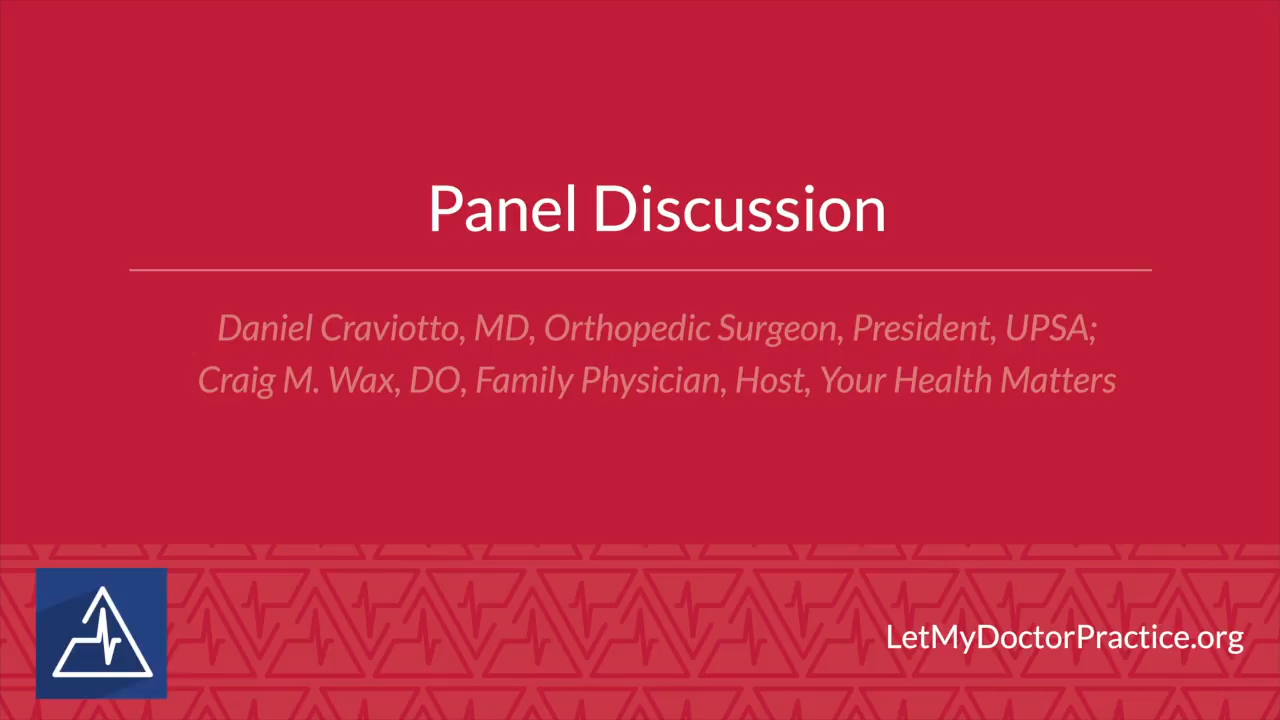 Panel Discussion
Daniel Craviotto, MD, Orthopedic Surgeon, President, UPSA;
Craig M. Wax, DO, Family Physician, Host, Your Health Matters
LetMyDoctorPractice.org